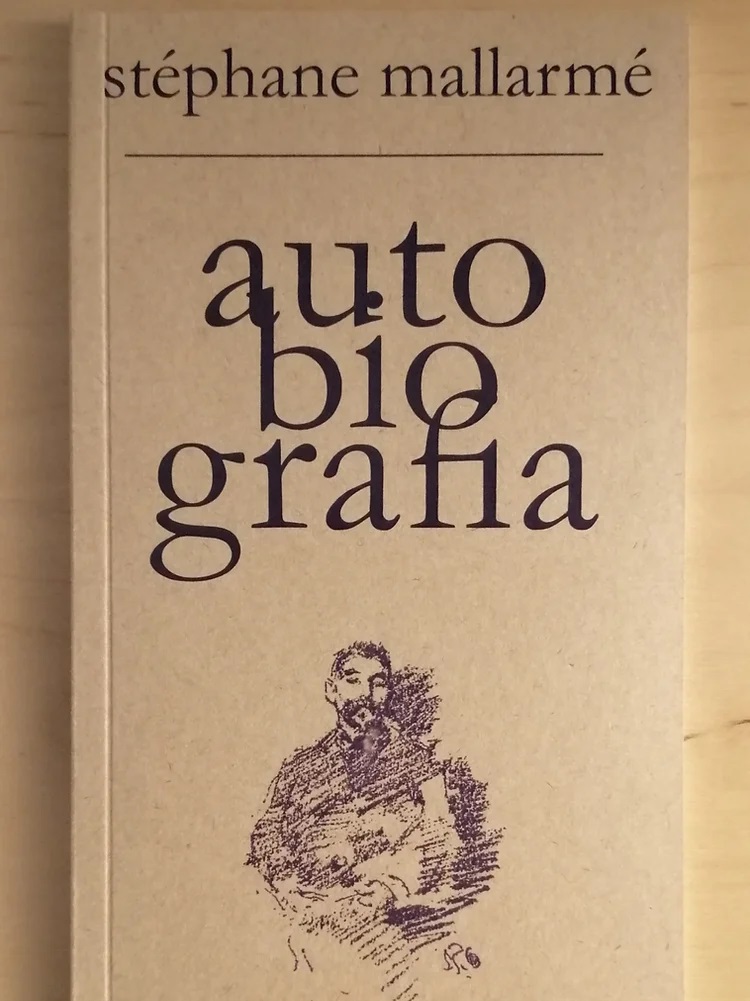 stéphane mallarmé
auto
bio
grafia